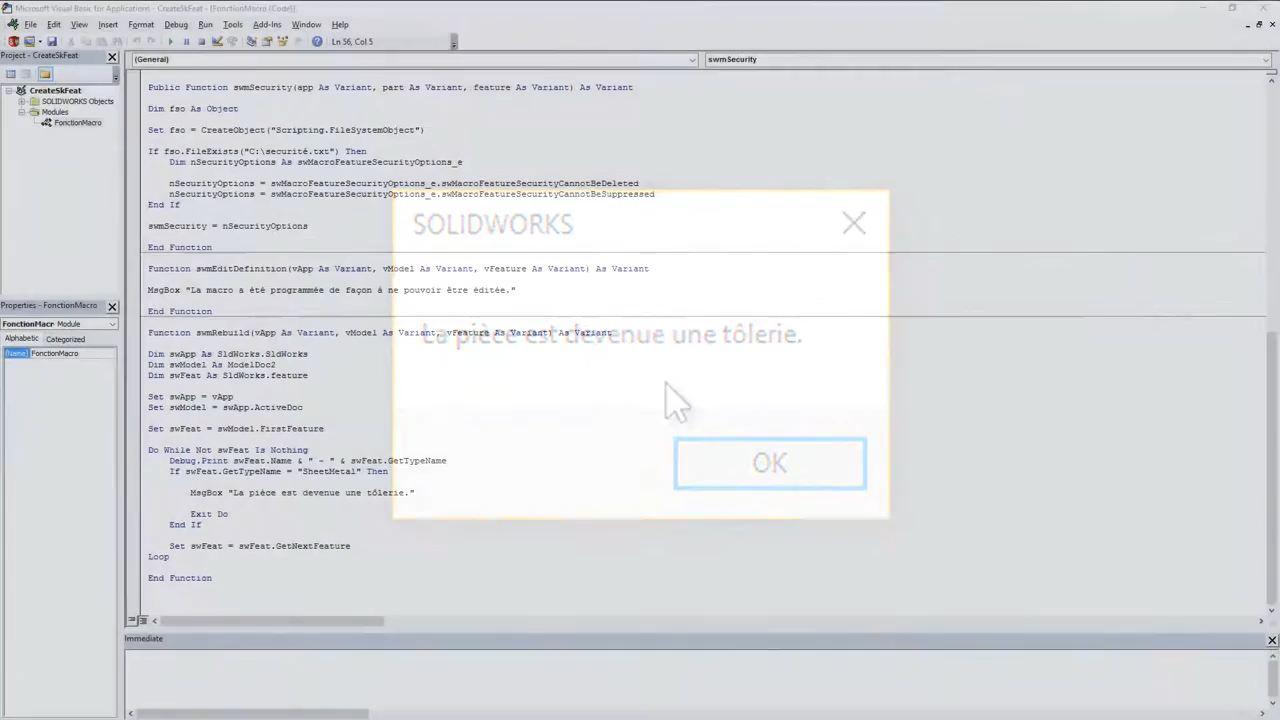 Microsoft Visual Basic for Applications - CreateSkFeat - [FonctionMacro (Code)]
File Edit View Insert Format Debug Run Tools Add-Ins Window Help
Ln 56, Col 5
Project - CreateSkFeat
(General) swmSecurity
CreateSkFeat
SOLIDWORKS Objects
Modules
FonctionMacro
Public Function swmSecurity(app As Variant, part As Variant, feature As Variant) As Variant
Dim fso As Object
Set fso = CreateObject("Scripting.FileSystemObject")
If fso.FileExists("C:\securité.txt") Then
Dim nSecurityOptions As swMacroFeatureSecurityOptions_e
nSecurityOptions = swMacroFeatureSecurityOptions_e.swMacroFeatureSecurityCannotBeDeleted
nSecurityOptions = swMacroFeatureSecurityOptions_e.swMacroFeatureSecurityCannotBeSuppressed
End If
swmSecurity = nSecurityOptions
End Function
Function swmEditDefinition(vApp As Variant, vModel As Variant, vFeature As Variant) As Variant
MsgBox "La macro a été programmée de façon à ne pouvoir être éditée."
End Function
Function swmRebuild(vApp As Variant, vModel As Variant, vFeature As Variant) As Variant
Dim swApp As SldWorks.SldWorks
Dim swModel As ModelDoc2
Dim swFeat As SldWorks.feature
Set swApp = vApp
Set swModel = swApp.ActiveDoc
Set swFeat = swModel.FirstFeature
Do While Not swFeat Is Nothing
Debug.Print swFeat.Name & " - " & swFeat.GetTypeName
If swFeat.GetTypeName = "SheetMetal" Then
MsgBox "La pièce est devenue une tôlerie."
Exit Do
End If
Set swFeat = swFeat.GetNextFeature
Loop
End Function
SOLIDWORKS
La pièce est devenue une tôlerie.
OK
Properties - FonctionMacro
FonctionMacr Module
Alphabetic Categorized
(Name) FonctionMacro
Immediate